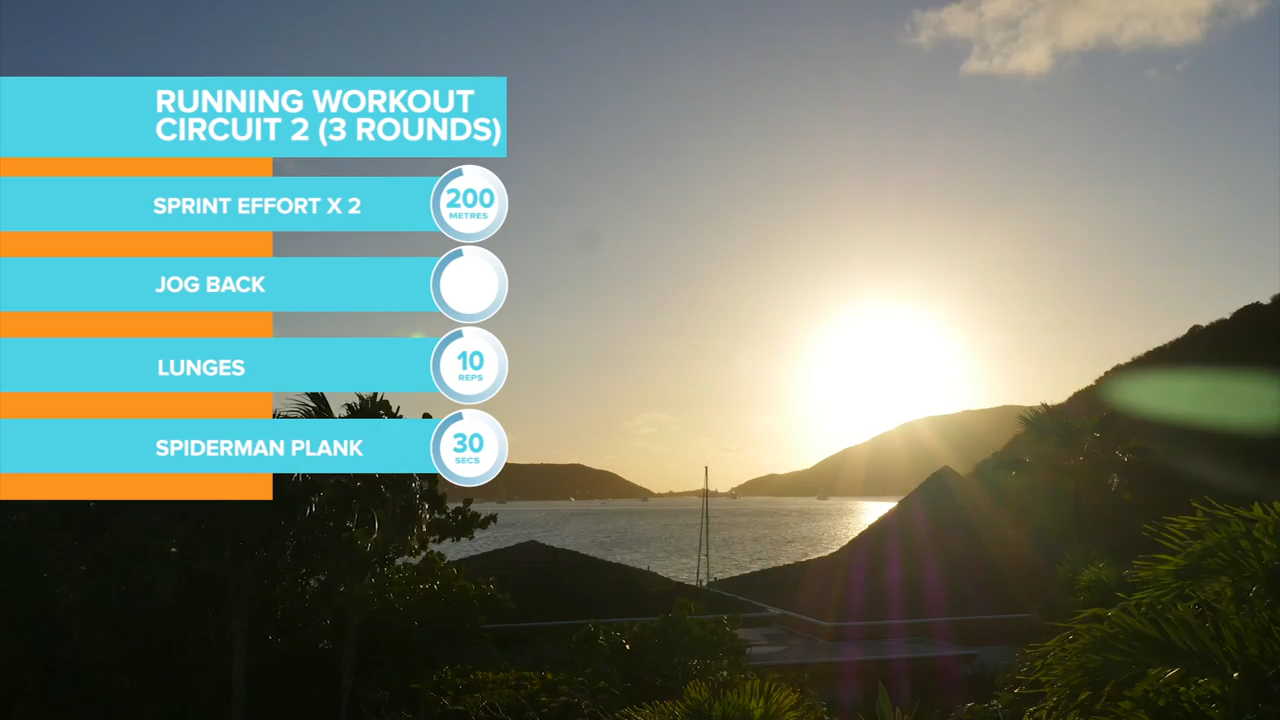 RUNNING WORKOUT
CIRCUIT 2 (3 ROUNDS)
SPRINT EFFORT X 2
200
METRES
JOG BACK
LUNGES
10
REPS
SPIDERMAN PLANK
30
SECS